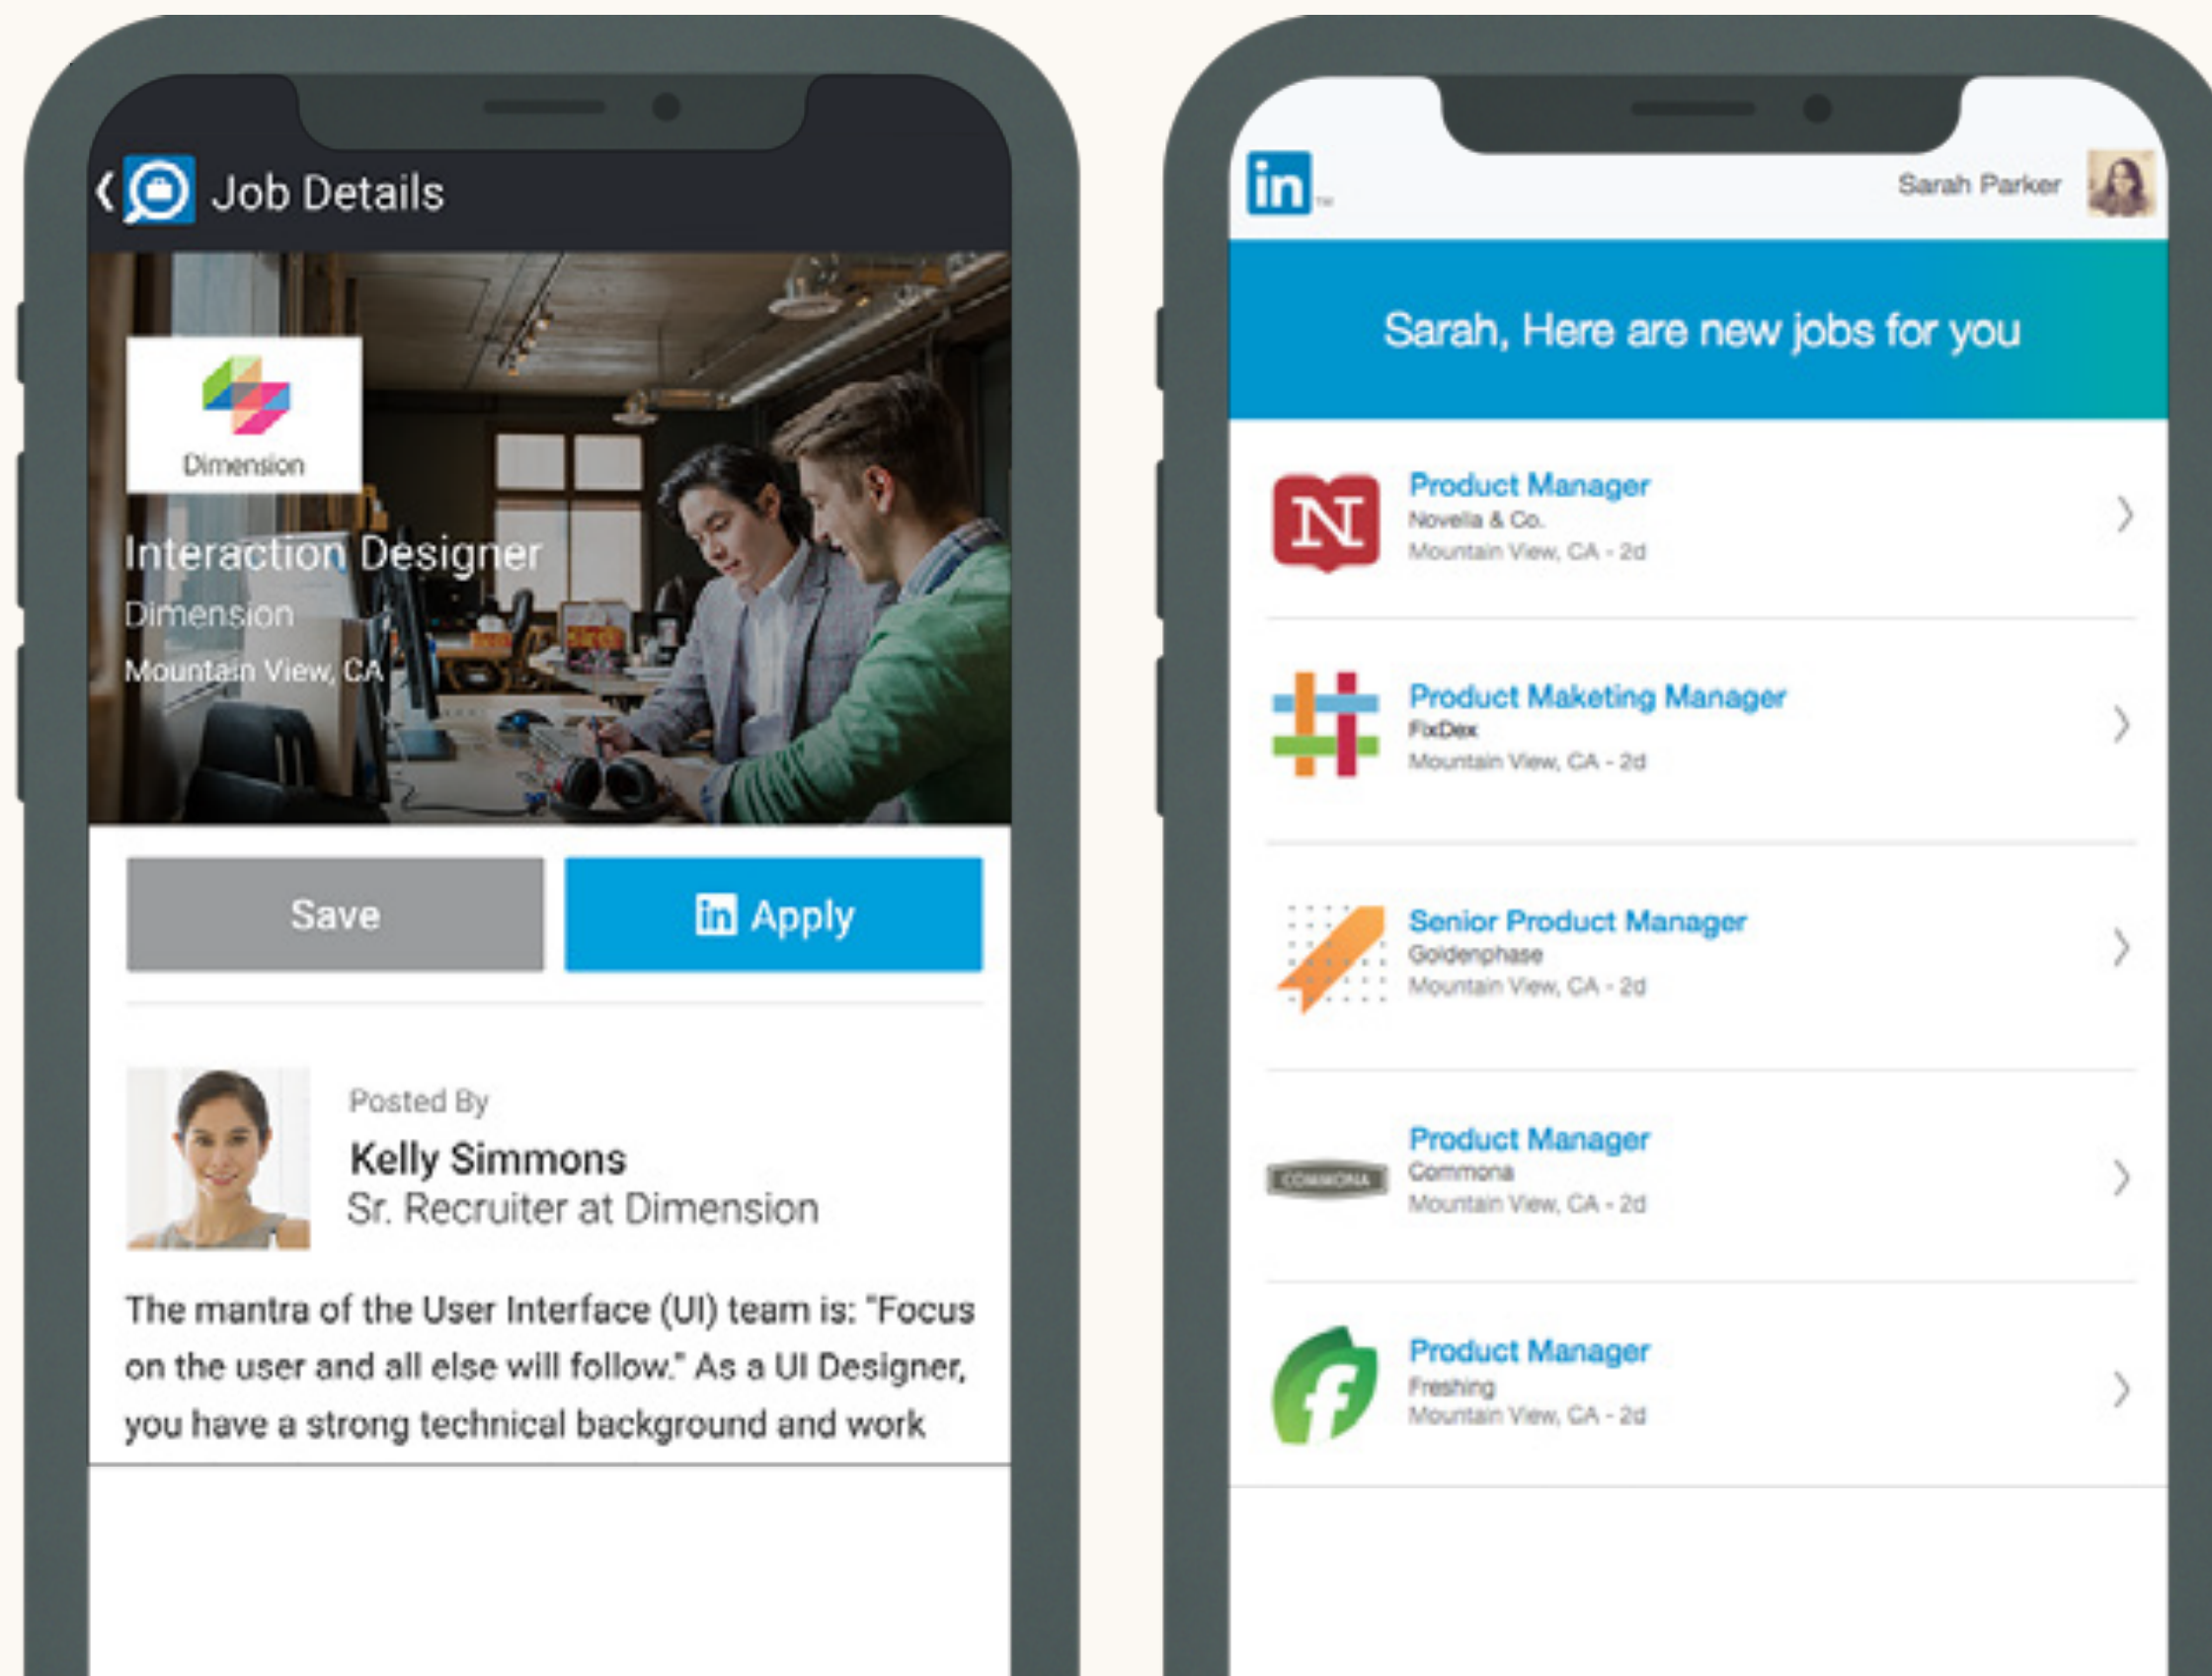 Job Details
Dimension
Interaction Designer
Dimension
Mountain View, CA
Save
in Apply
Posted By
Kelly Simmons
Sr. Recruiter at Dimension
The mantra of the User Interface (UI) team is: "Focus
on the user and all else will follow." As a UI Designer,
you have a strong technical background and work
in TM
Sarah Parker
Sarah, Here are new jobs for you
N
Product Manager
Novella & Co.
Mountain View, CA - 2d
Product Maketing Manager
FixDex
Mountain View, CA - 2d
Senior Product Manager
Goldenphase
Mountain View, CA - 2d
COMMONA
Product Manager
Commona
Mountain View, CA - 2d
f
Product Manager
Freshing
Mountain View, CA - 2d